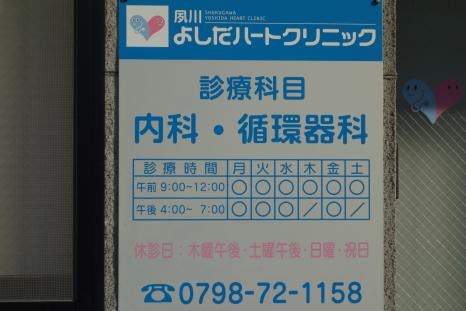 夙川 SHUKUGAWA YOSHIDA HEART CLINIC
よしだハートクリニック
診療科目
内科・循環器科
診療時間 月 火 水 木 金 土
午前 9:00~12:00 ○ ○ ○ ○ ○ ○
午後 4:00~ 7:00 ○ ○ ○ / ○ /
休診日：木曜午後・土曜午後・日曜・祝日
☎0798-72-1158